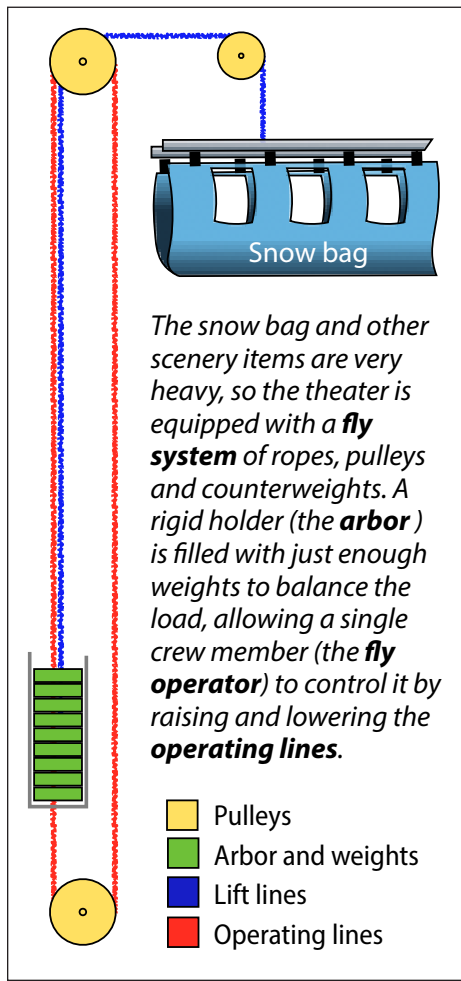 Snow bag
The snow bag and other
scenery items are very
heavy, so the theater is
equipped with a fly
system of ropes, pulleys
and counterweights. A
rigid holder (the arbor )
is filled with just enough
weights to balance the
load, allowing a single
crew member (the fly
operator) to control it by
raising and lowering the
operating lines.
Pulleys
Arbor and weights
Lift lines
Operating lines